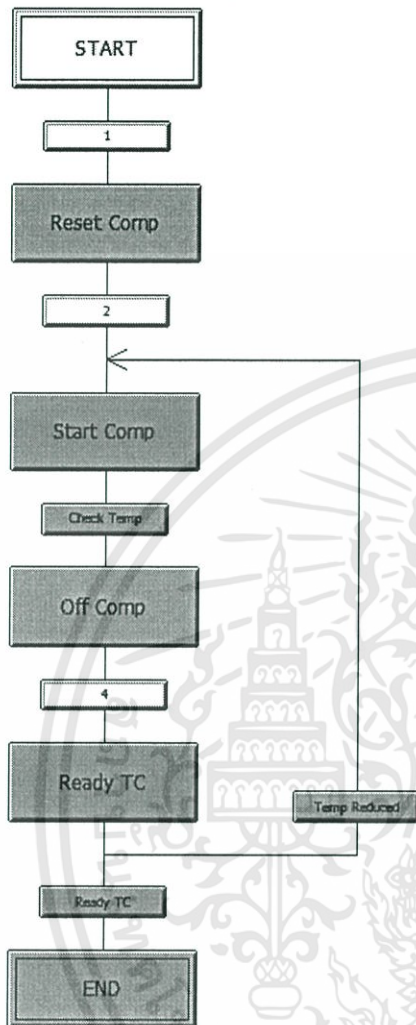 START
1
Reset Comp
2
Start Comp
Check Temp
Off Comp
4
Ready TC
Temp Reduced
Ready TC
END